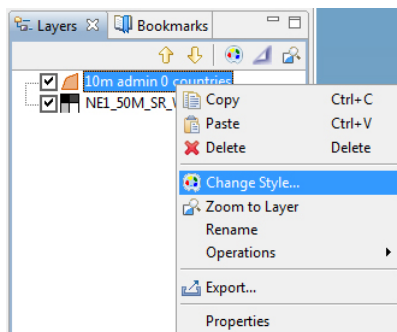 Layers Bookmarks
10m admin 0 countries
NE1_50M_SR_
Copy Ctrl+C
Paste Ctrl+V
Delete Delete
Change Style...
Zoom to Layer
Rename
Operations
Export...
Properties